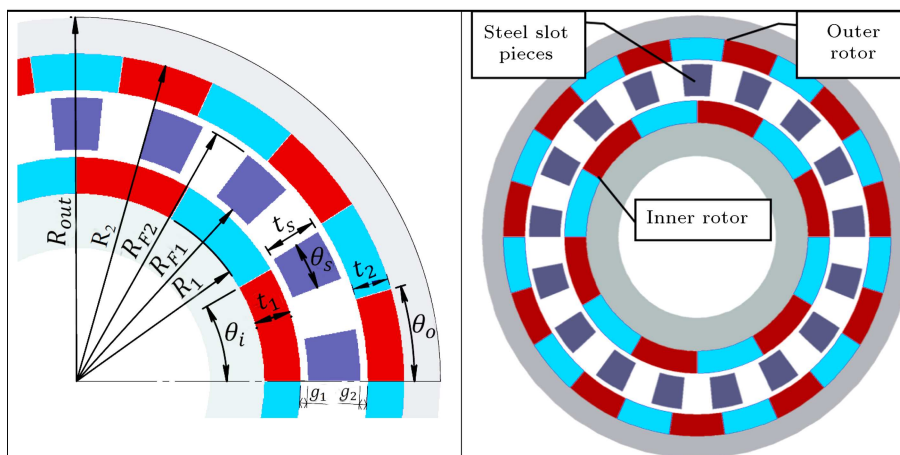 R_out
R_2
R_F2
R_F1
R_1
t_s
θ_s
t_2
t_1
θ_i
θ_o
g_1
g_2
Steel slot
pieces
Outer
rotor
Inner rotor